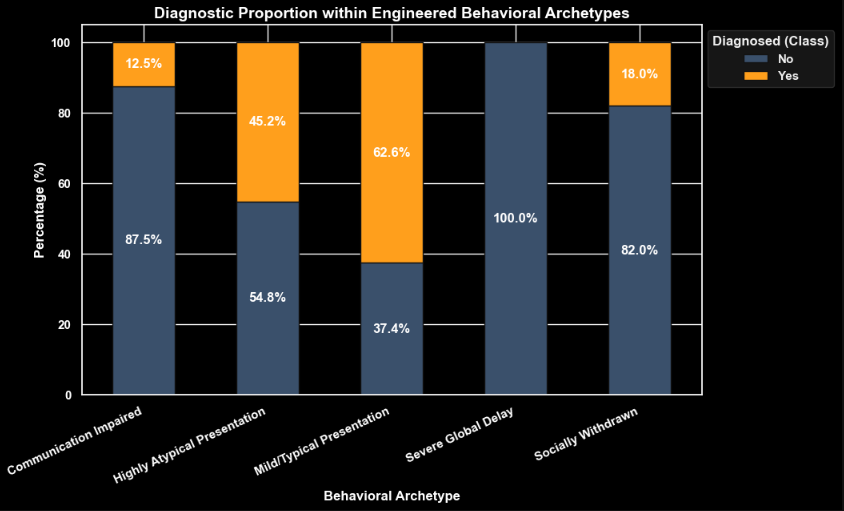 Diagnostic Proportion within Engineered Behavioral Archetypes
Diagnosed (Class)
No
Yes
Percentage (%)
100
80
60
40
20
0
12.5%
87.5%
45.2%
54.8%
62.6%
37.4%
100.0%
18.0%
82.0%
Communication Impaired
Highly Atypical Presentation
Mild/Typical Presentation
Severe Global Delay
Socially Withdrawn
Behavioral Archetype